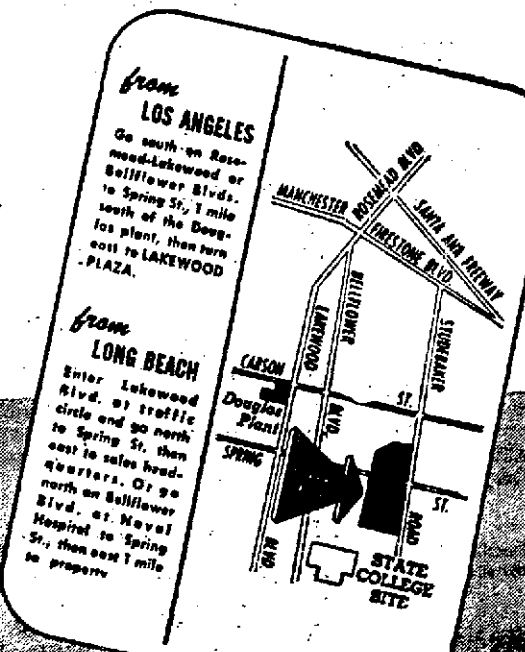 from
LOS ANGELES
Go south on Rose-
mead-Lakewood or
Bellflower Blvds.
to Spring St., 1 mile
south of the Doug-
las plant, then turn
east to LAKEWOOD
PLAZA.
from
LONG BEACH
Enter Lakewood
Blvd. at traffic
circle and go north
to Spring St, then
east to sales head-
quarters. Or go
north on Bellflower
Blvd. at Naval
Hospital to Spring
St., then east 1 mile
to property
MANCHESTER
ROSEMEAD BLVD
SANTA ANA FREEWAY
FIRESTONE BLVD.
BELLFLOWER
LAKEWOOD
STUDEBAKER
CARSON
ST.
Douglas
Plant
BLVD.
SPRING
ST.
BLVD
ROAD
STATE
COLLEGE
SITE